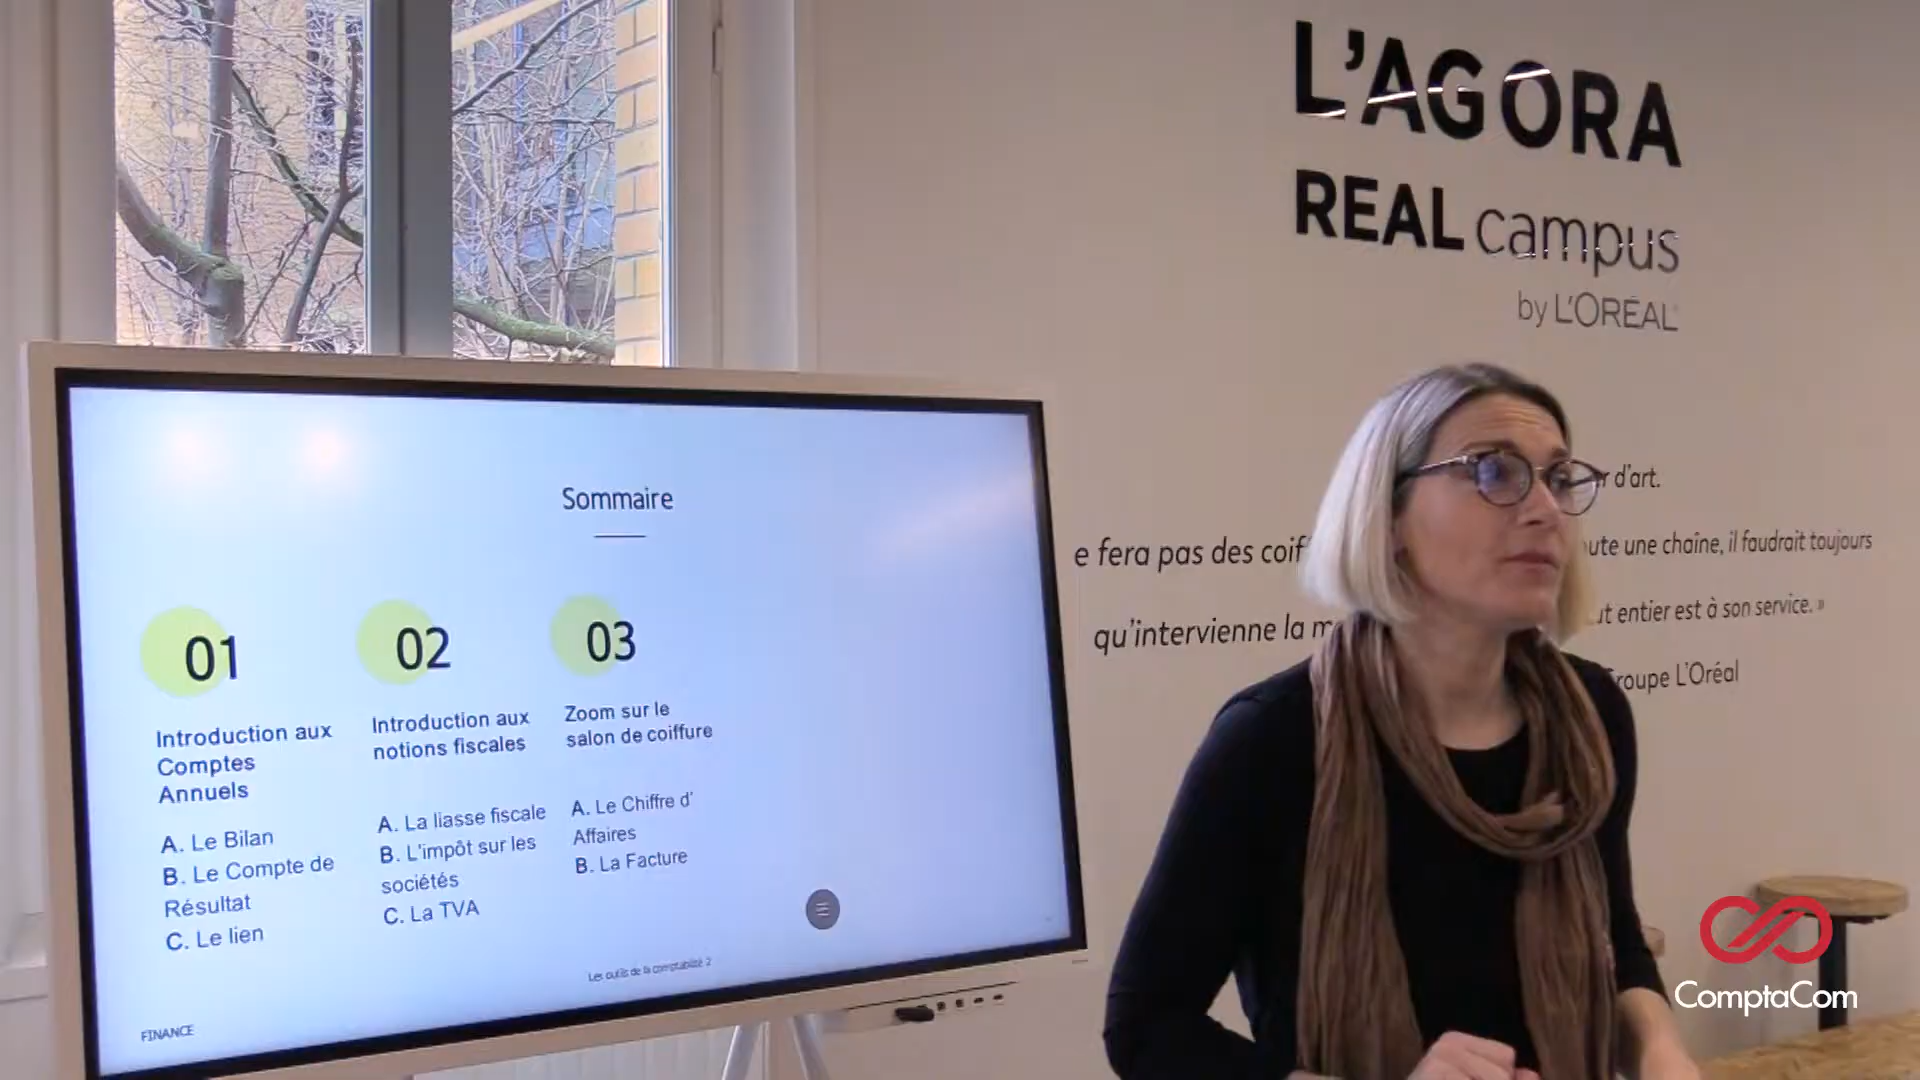 L'AGORA
REAL campus
by L'ORÉAL
d'art.
e fera pas des coif
ute une chaîne, il faudrait toujours
qu'intervienne la m
ut entier est à son service. »
Groupe L'Oréal
Sommaire
01
02
03
Introduction aux
Comptes
Annuels
A. Le Bilan
B. Le Compte de
Résultat
C. Le lien
Introduction aux
notions fiscales
A. La liasse fiscale
B. L'impôt sur les
sociétés
C. La TVA
Zoom sur le
salon de coiffure
A. Le Chiffre d'
Affaires
B. La Facture
Les outils de la comptabilité 2
FINANCE
ComptaCom